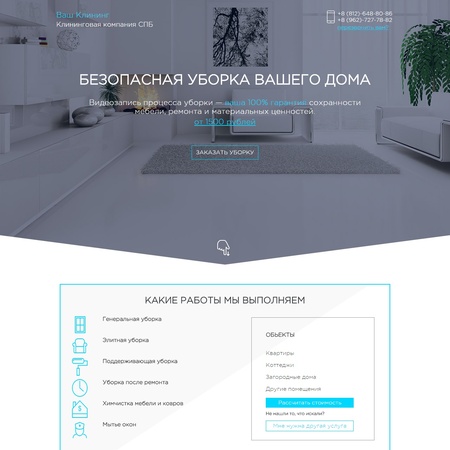 Ваш Клининг
Клининговая компания СПБ
+8 (812)-648-80-86
+8 (962)-727-78-82
БЕЗОПАСНАЯ УБОРКА ВАШЕГО ДОМА
Видеозапись процесса уборки — ваша 100% гарантия сохранности
мебели, ремонта и материальных ценностей
от 1500 рублей
ЗАКАЗАТЬ УБОРКУ
КАКИЕ РАБОТЫ МЫ ВЫПОЛНЯЕМ
Генеральная уборка
Элитная уборка
Поддерживающая уборка
Уборка после ремонта
Химчистка мебели и ковров
Мытье окон
ОБЬЕКТЫ
Квартиры
Коттеджи
Загородные дома
Другие помещения
Рассчитать стоимость
Не нашли то, что искали?
Мне нужна другая услуга